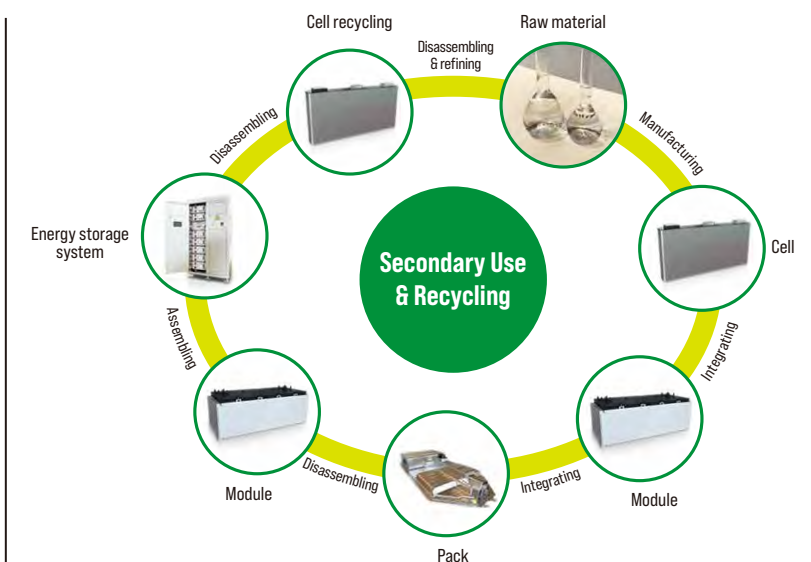 Cell recycling
Disassembling
& refining
Raw material
Manufacturing
Cell
Integrating
Module
Integrating
Pack
Disassembling
Module
Assembling
Energy storage
system
Disassembling
Secondary Use
& Recycling